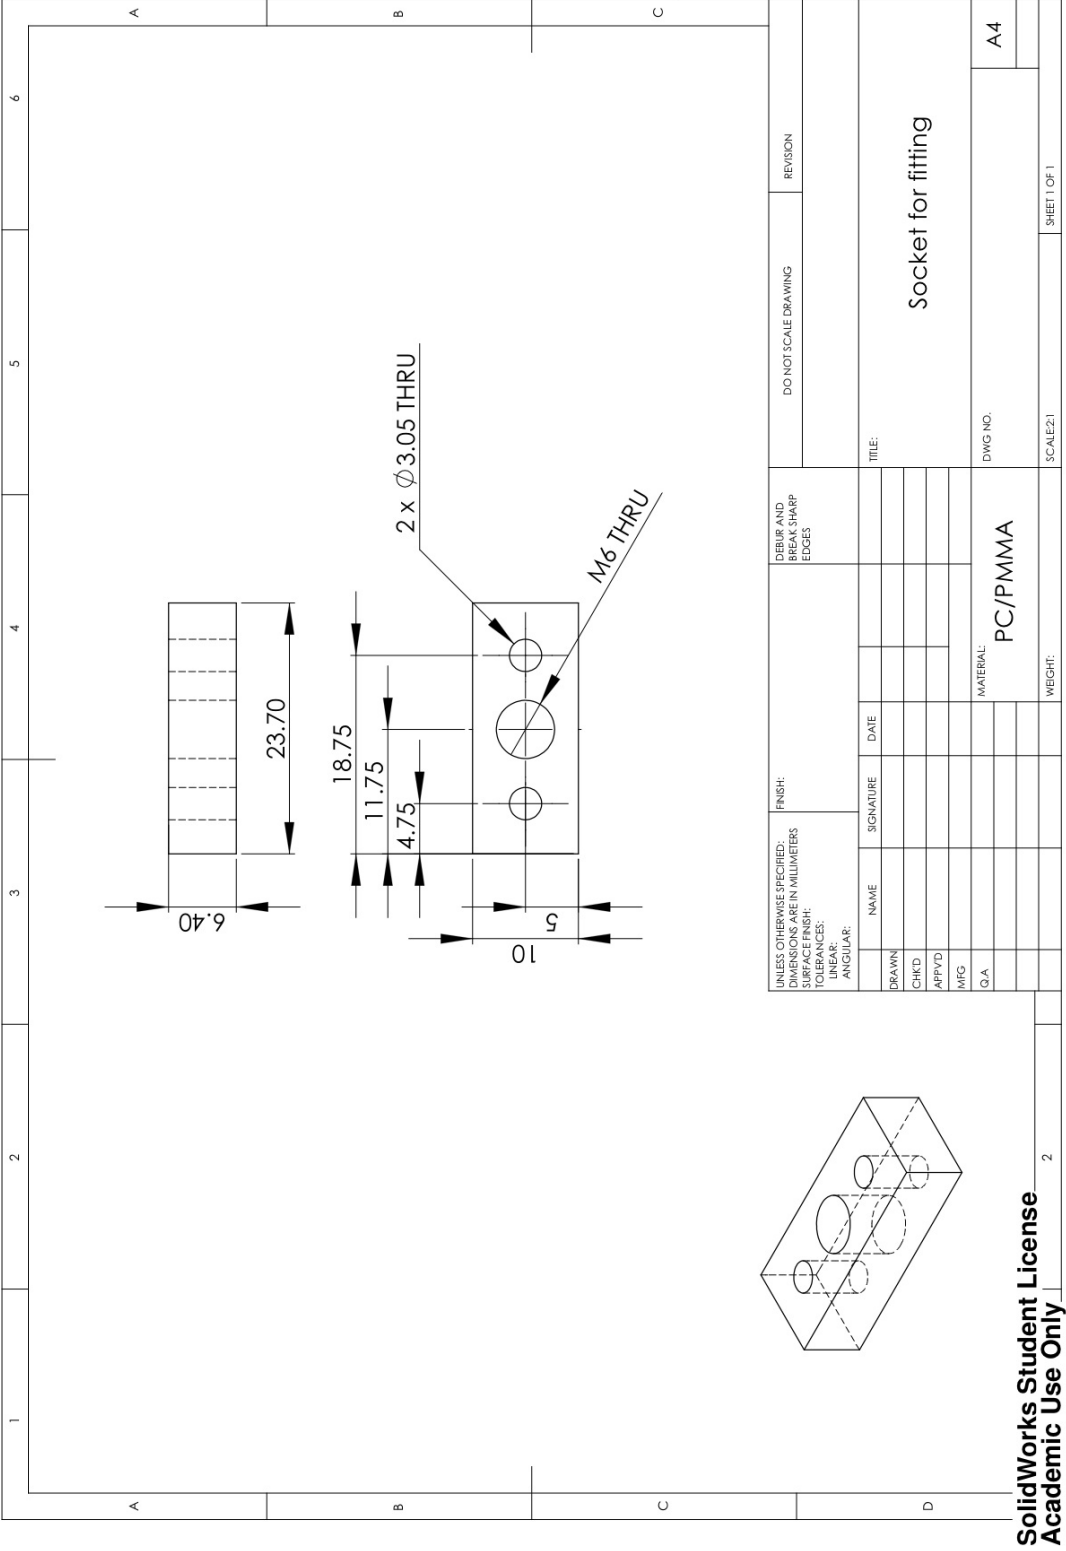 6
5
4
3
2
1
A
B
C
A
B
C
D
2
6.40
23.70
18.75
11.75
4.75
10
5
2 x ∅3.05 THRU
M6 THRU
UNLESS OTHERWISE SPECIFIED:
DIMENSIONS ARE IN MILLIMETERS
SURFACE FINISH:
TOLERANCES:
LINEAR:
ANGULAR:
FINISH:
DEBUR AND
BREAK SHARP
EDGES
DO NOT SCALE DRAWING
REVISION
NAME
SIGNATURE
DATE
DRAWN
CHK'D
APPV'D
MFG
Q.A
TITLE:
Socket for fitting
MATERIAL:
PC/PMMA
DWG NO.
A4
WEIGHT:
SCALE:2:1
SHEET 1 OF 1
SolidWorks Student License
Academic Use Only